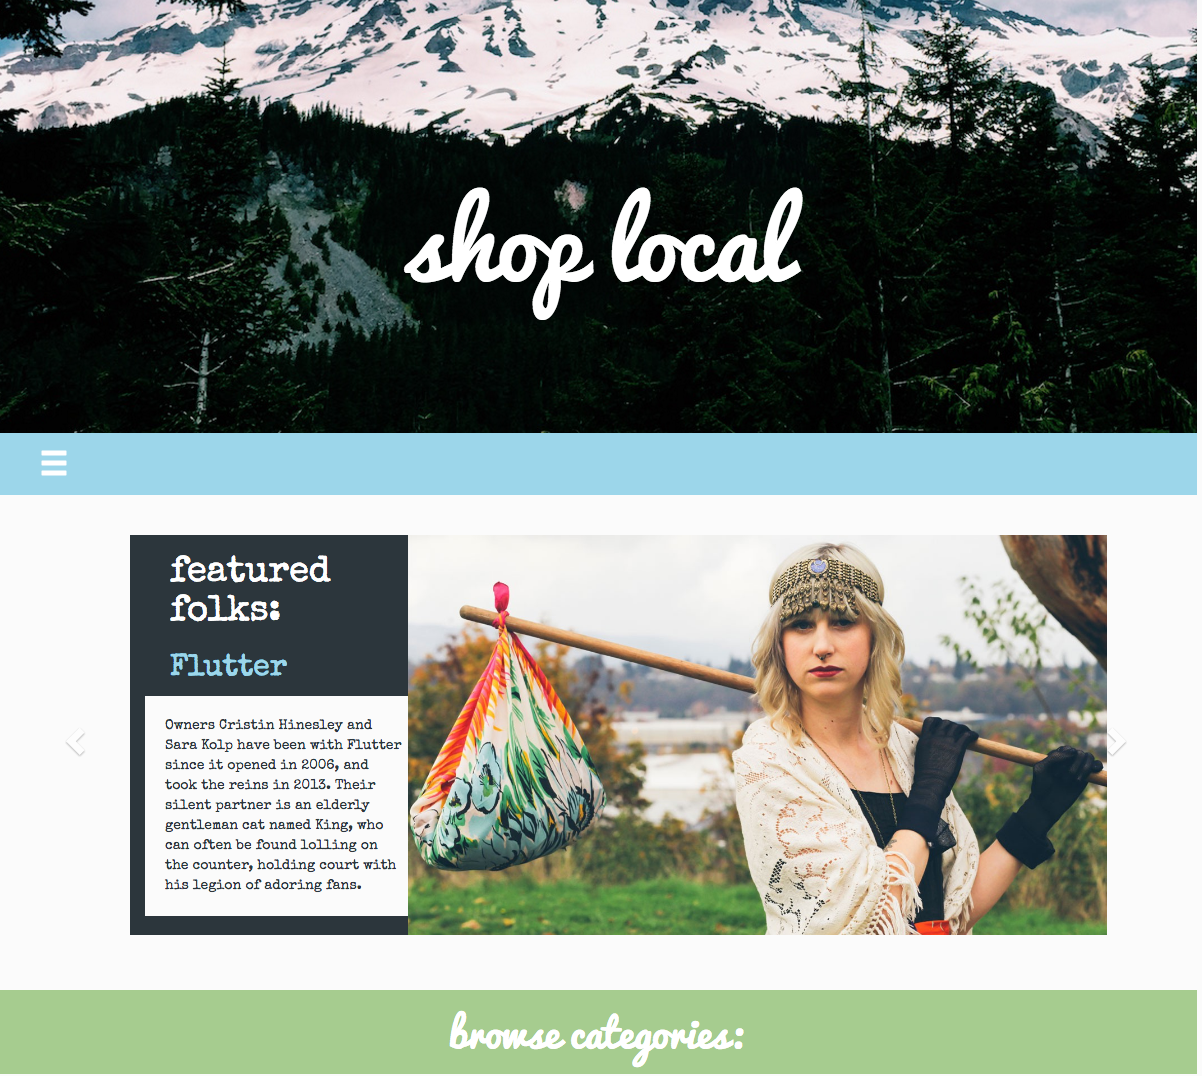 shop local
featured
folks:
Flutter
Owners Cristin Hinesley and
Sara Kolp have been with Flutter
since it opened in 2006, and
took the reins in 2013. Their
silent partner is an elderly
gentleman cat named King, who
can often be found lolling on
the counter, holding court with
his legion of adoring fans.
browse categories: